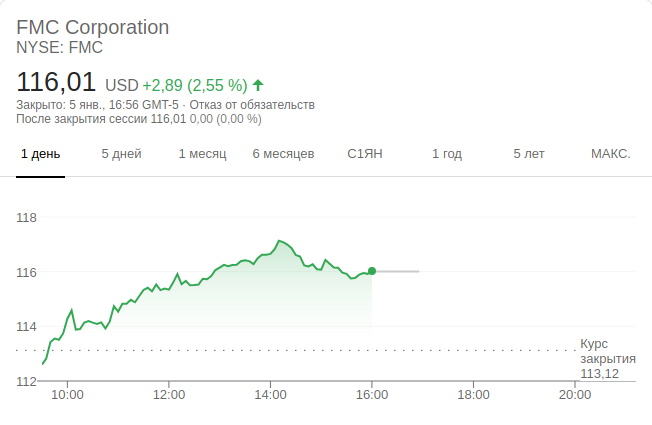 FMC Corporation
NYSE: FMC
116,01 USD +2,89 (2,55 %)
Закрыто: 5 янв., 16:56 GMT-5 · Отказ от обязательств
После закрытия сессии 116,01 0,00 (0,00 %)
1 день 5 дней 1 месяц 6 месяцев С1ЯН 1 год 5 лет МАКС.
118
116
114
Курс
закрытия
113,12
112
10:00 12:00 14:00 16:00 18:00 20:00